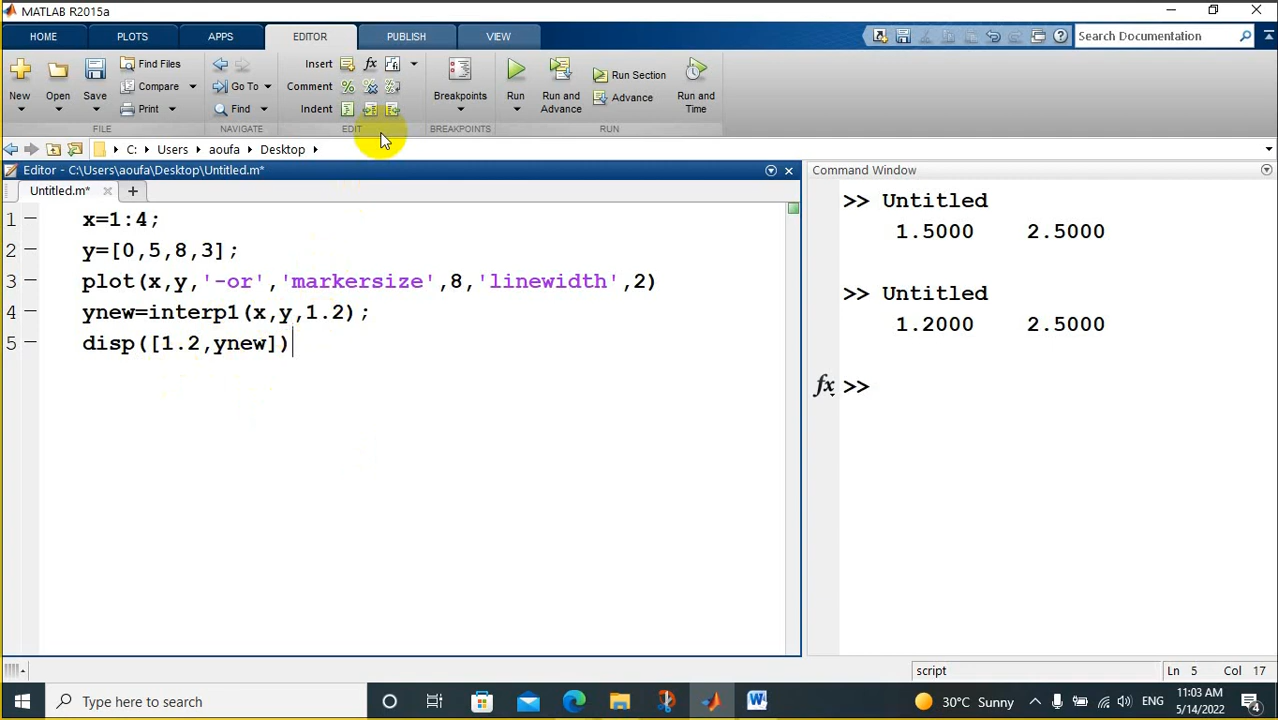 MATLAB R2015a
HOME PLOTS APPS EDITOR PUBLISH VIEW Search Documentation
New Open Save Find Files Compare Print
Go To Find
Insert fx
Comment % 
Indent
Breakpoints Run Run and Advance Run Section Advance Run and Time
FILE NAVIGATE EDIT BREAKPOINTS RUN
C: Users aoufa Desktop
Editor - C:\Users\aoufa\Desktop\Untitled.m*
Untitled.m* +
1 x=1:4;
2 y=[0,5,8,3];
3 plot(x,y,'-or','markersize',8,'linewidth',2)
4 ynew=interp1(x,y,1.2);
5 disp([1.2,ynew])
Command Window
>> Untitled
1.5000 2.5000
>> Untitled
1.2000 2.5000
fx >>
script Ln 5 Col 17
Type here to search
30°C Sunny ENG 11:03 AM
5/14/2022 4